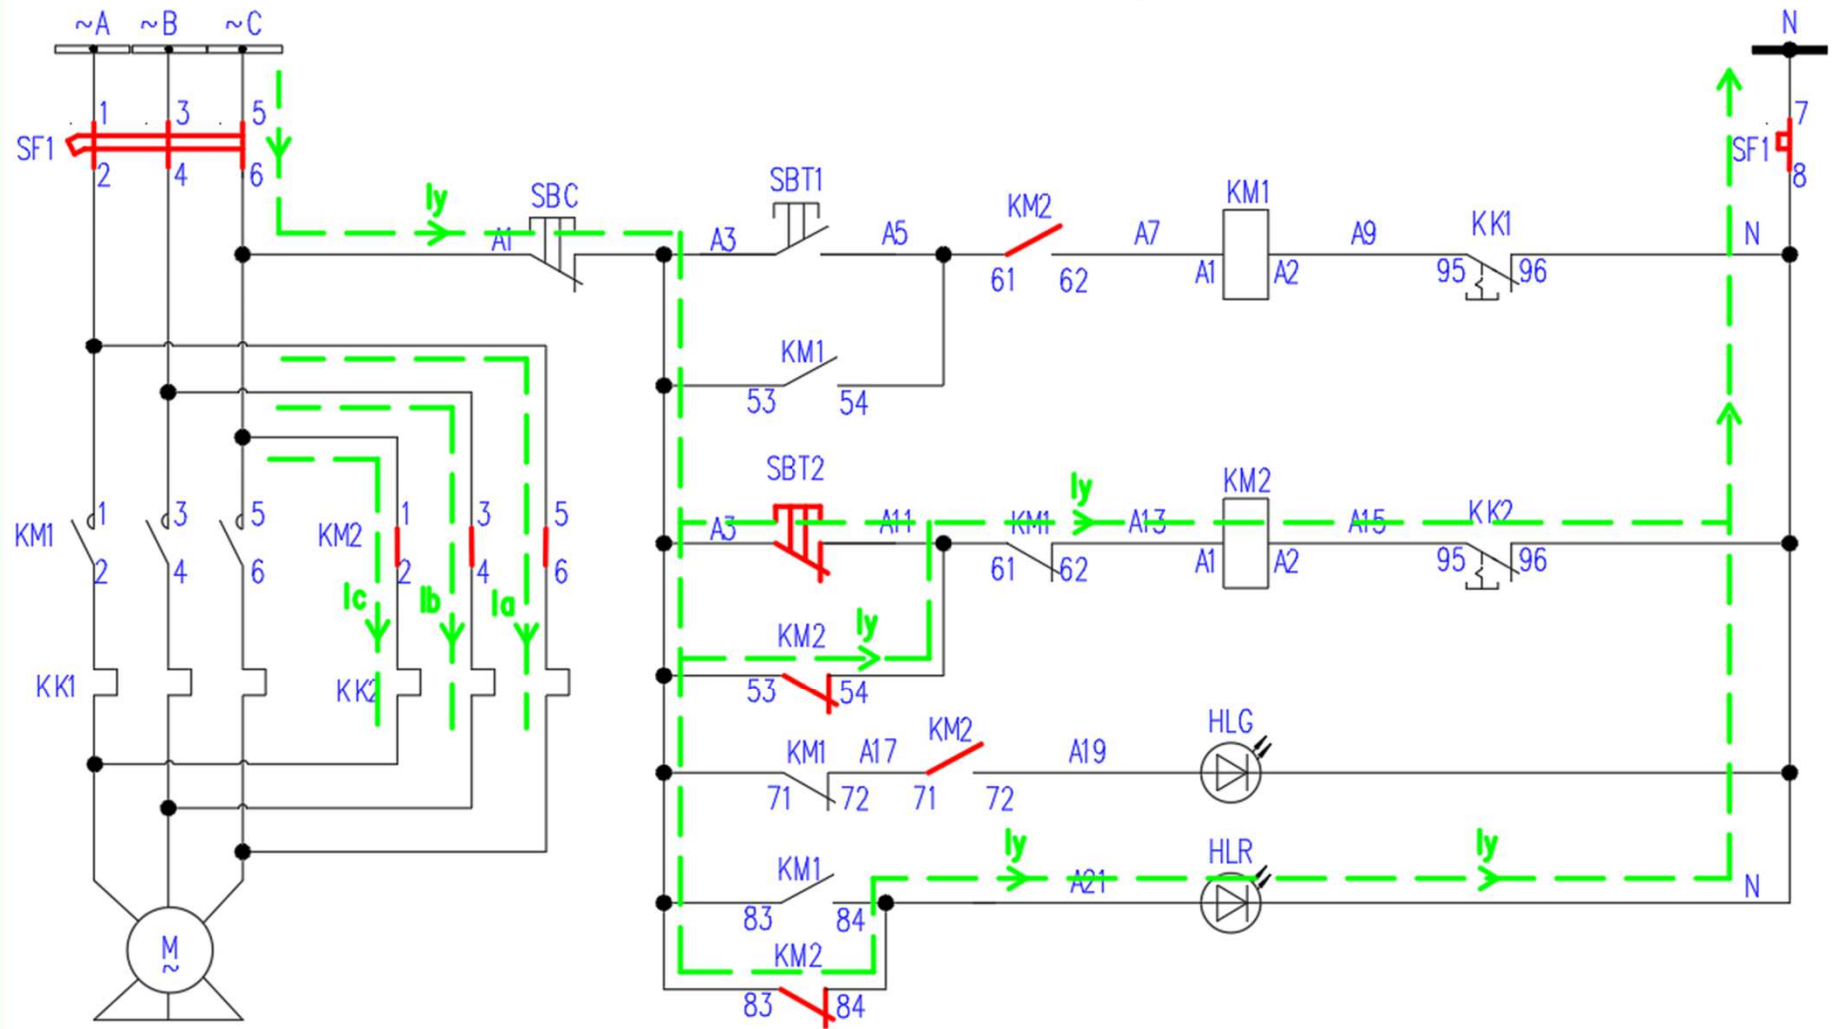 ~A ~B ~C N
1 3 5 7
SF1 SF1
2 4 6 8
Iy SBC SBT1 KM2 KM1 KK1
A1 A3 A5 A7 A9 N
61 62 A1 A2 95 96
KM1
53 54
SBT2 Iy KM2 KK2
1 3 5 1 3 5
KM1 KM2 A3 A11 KM1 A13 A15
2 4 6 2 4 6 61 62 A1 A2 95 96
Ic Ib Ia
KM2 Iy
KK1 KK2 53 54
KM1 A17 KM2 A19 HLG
71 72 71 72
KM1 Iy HLR Iy
A21 N
83 84
M
~
KM2
83 84